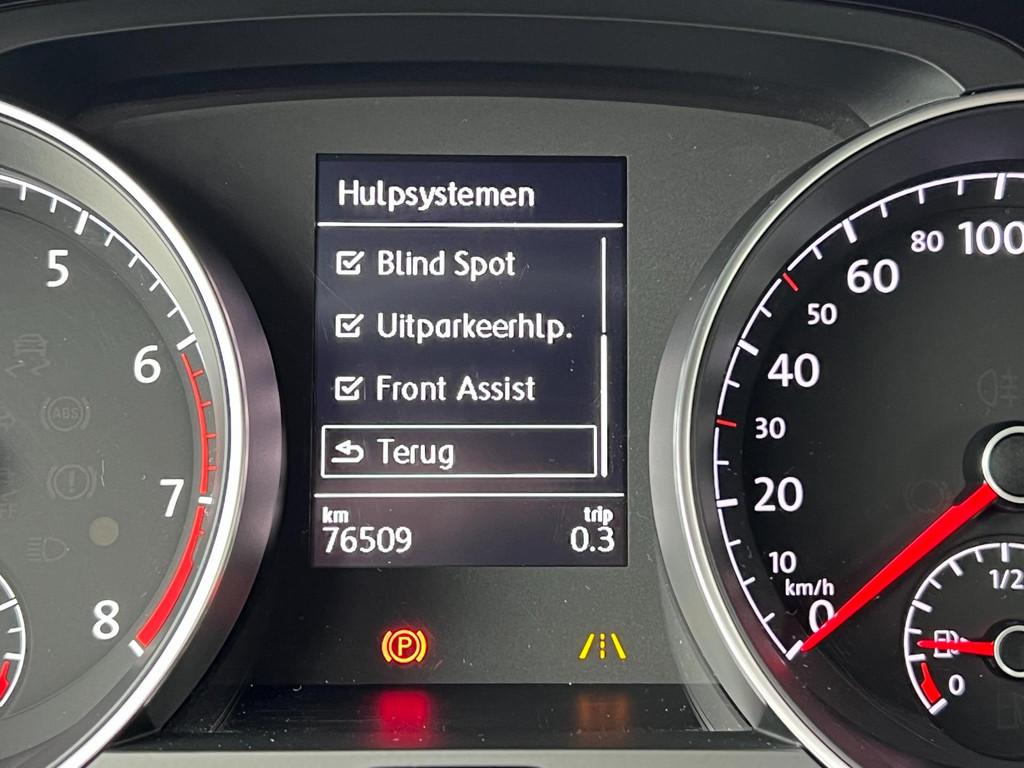 Hulpsystemen
Blind Spot
Uitparkeerhlp.
Front Assist
Terug
km trip
76509 0.3
5
6
7
8
ABS
P
100
80
60
50
40
30
20
10
km/h
0
1/2
0